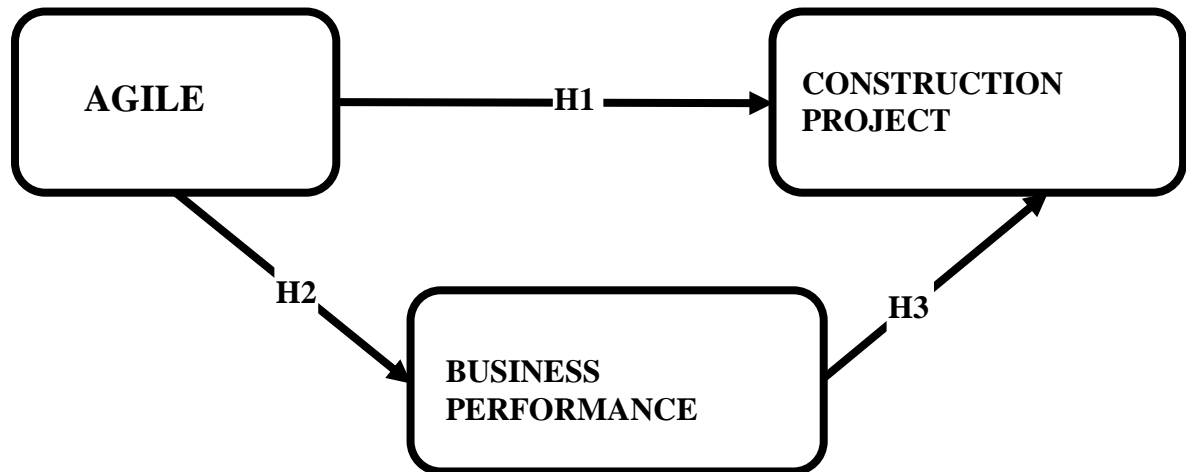 AGILE
H1
CONSTRUCTION
PROJECT
H2
H3
BUSINESS
PERFORMANCE